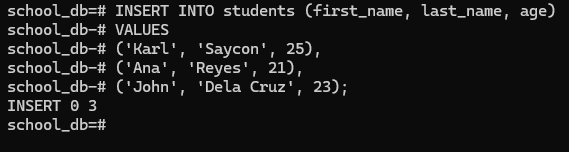 school_db=# INSERT INTO students (first_name, last_name, age)
school_db-# VALUES
school_db-# ('Karl', 'Saycon', 25),
school_db-# ('Ana', 'Reyes', 21),
school_db-# ('John', 'Dela Cruz', 23);
INSERT 0 3
school_db=#